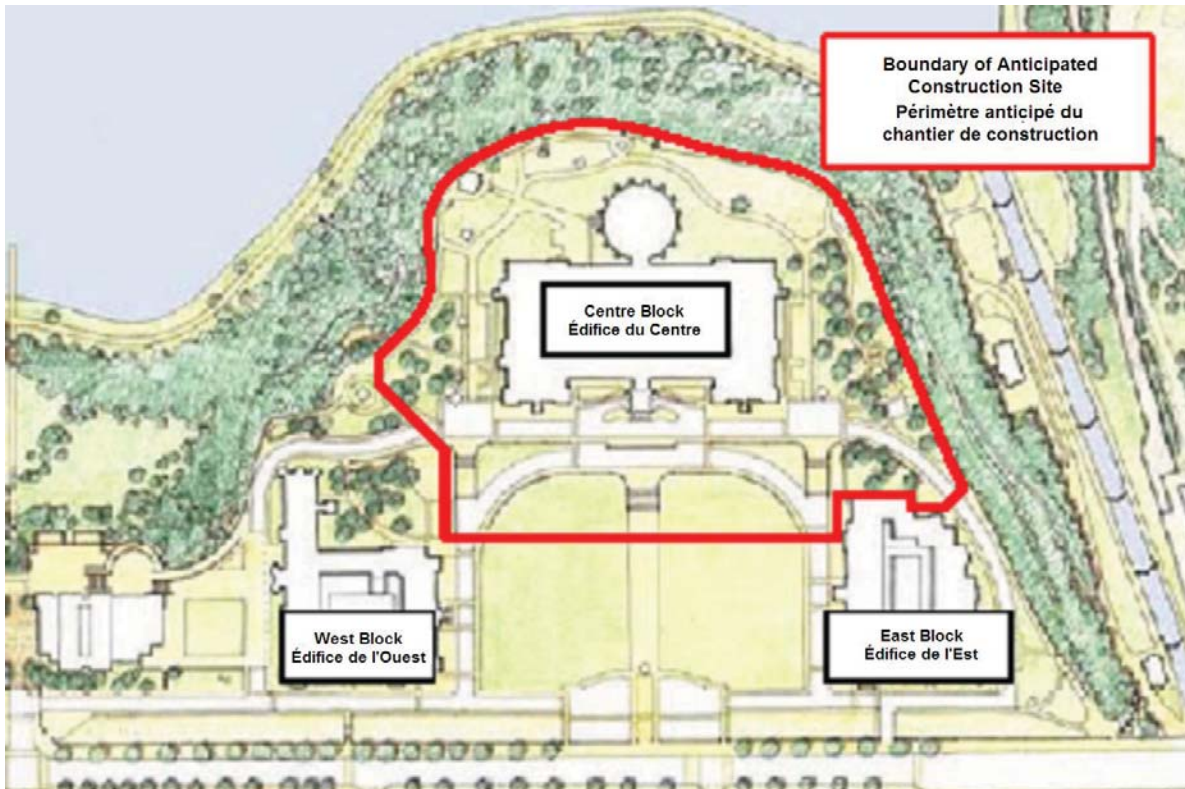 Boundary of Anticipated
Construction Site
Périmètre anticipé du
chantier de construction
Centre Block
Édifice du Centre
West Block
Édifice de l'Ouest
East Block
Édifice de l'Est